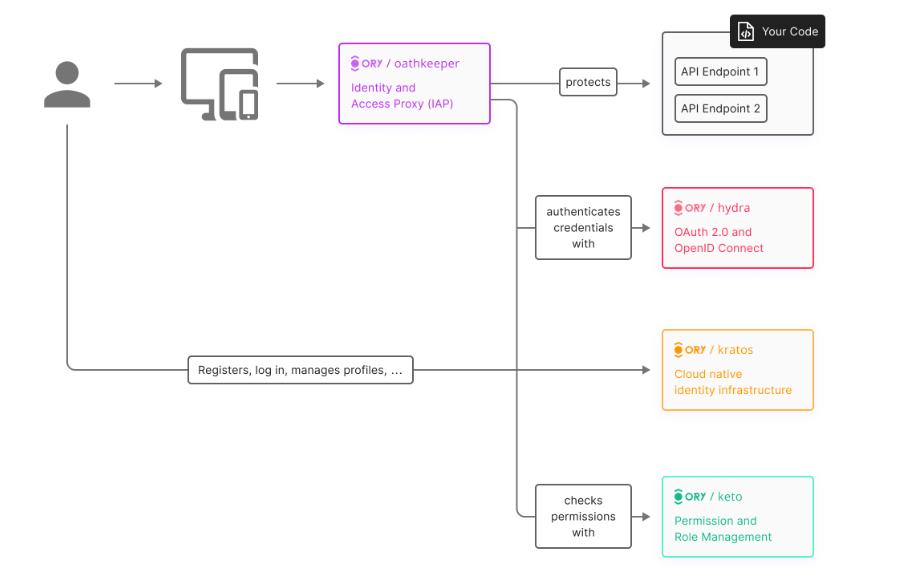 Your Code
ORY / oathkeeper
Identity and
Access Proxy (IAP)
protects
API Endpoint 1
API Endpoint 2
authenticates
credentials
with
ORY / hydra
OAuth 2.0 and
OpenID Connect
Registers, log in, manages profiles, ...
ORY / kratos
Cloud native
identity infrastructure
checks
permissions
with
ORY / keto
Permission and
Role Management